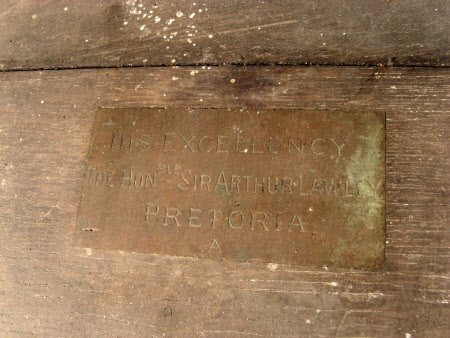 HIS EXCELLENCY
THE HONBLE SIR ARTHUR LAWLEY
PRETORIA
A